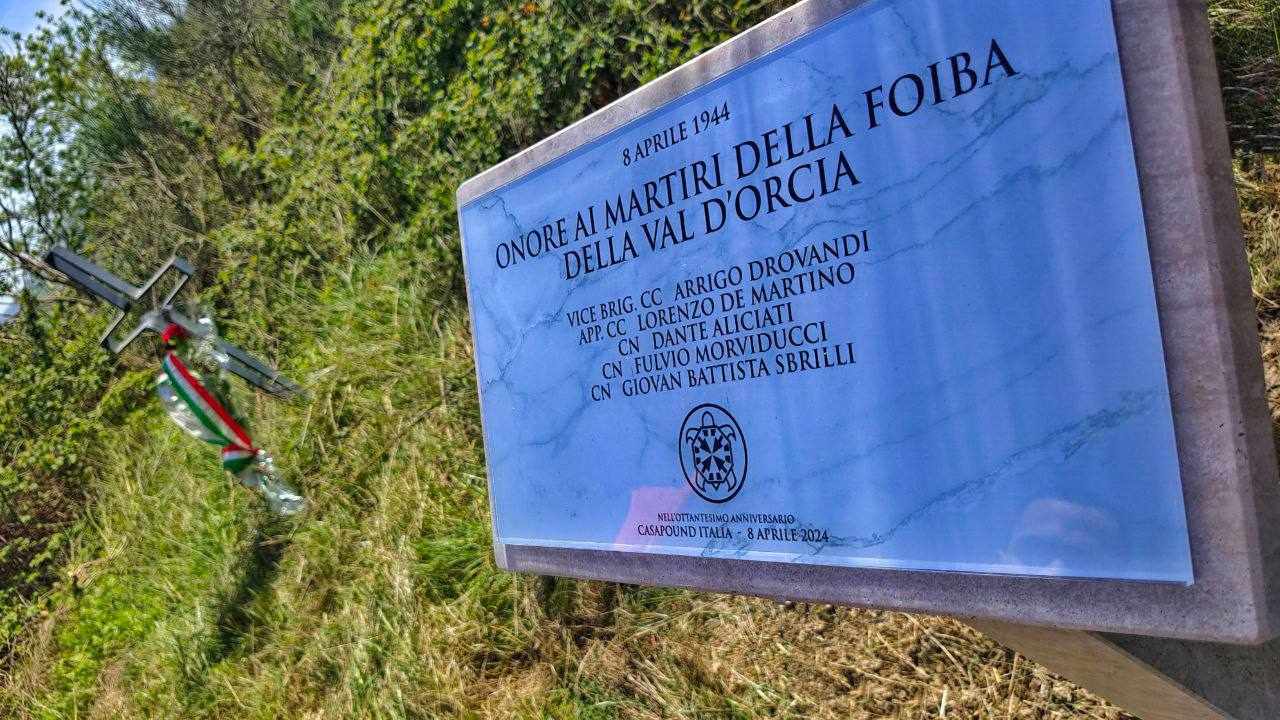 8 APRILE 1944
ONORE AI MARTIRI DELLA FOIBA
DELLA VAL D'ORCIA
VICE BRIG. CC ARRIGO DROVANDI
APP. CC LORENZO DE MARTINO
CN DANTE ALICIATI
CN FULVIO MORVIDUCCI
CN GIOVAN BATTISTA SBRILLI
NELL'OTTANTESIMO ANNIVERSARIO
CASAPOUND ITALIA - 8 APRILE 2024